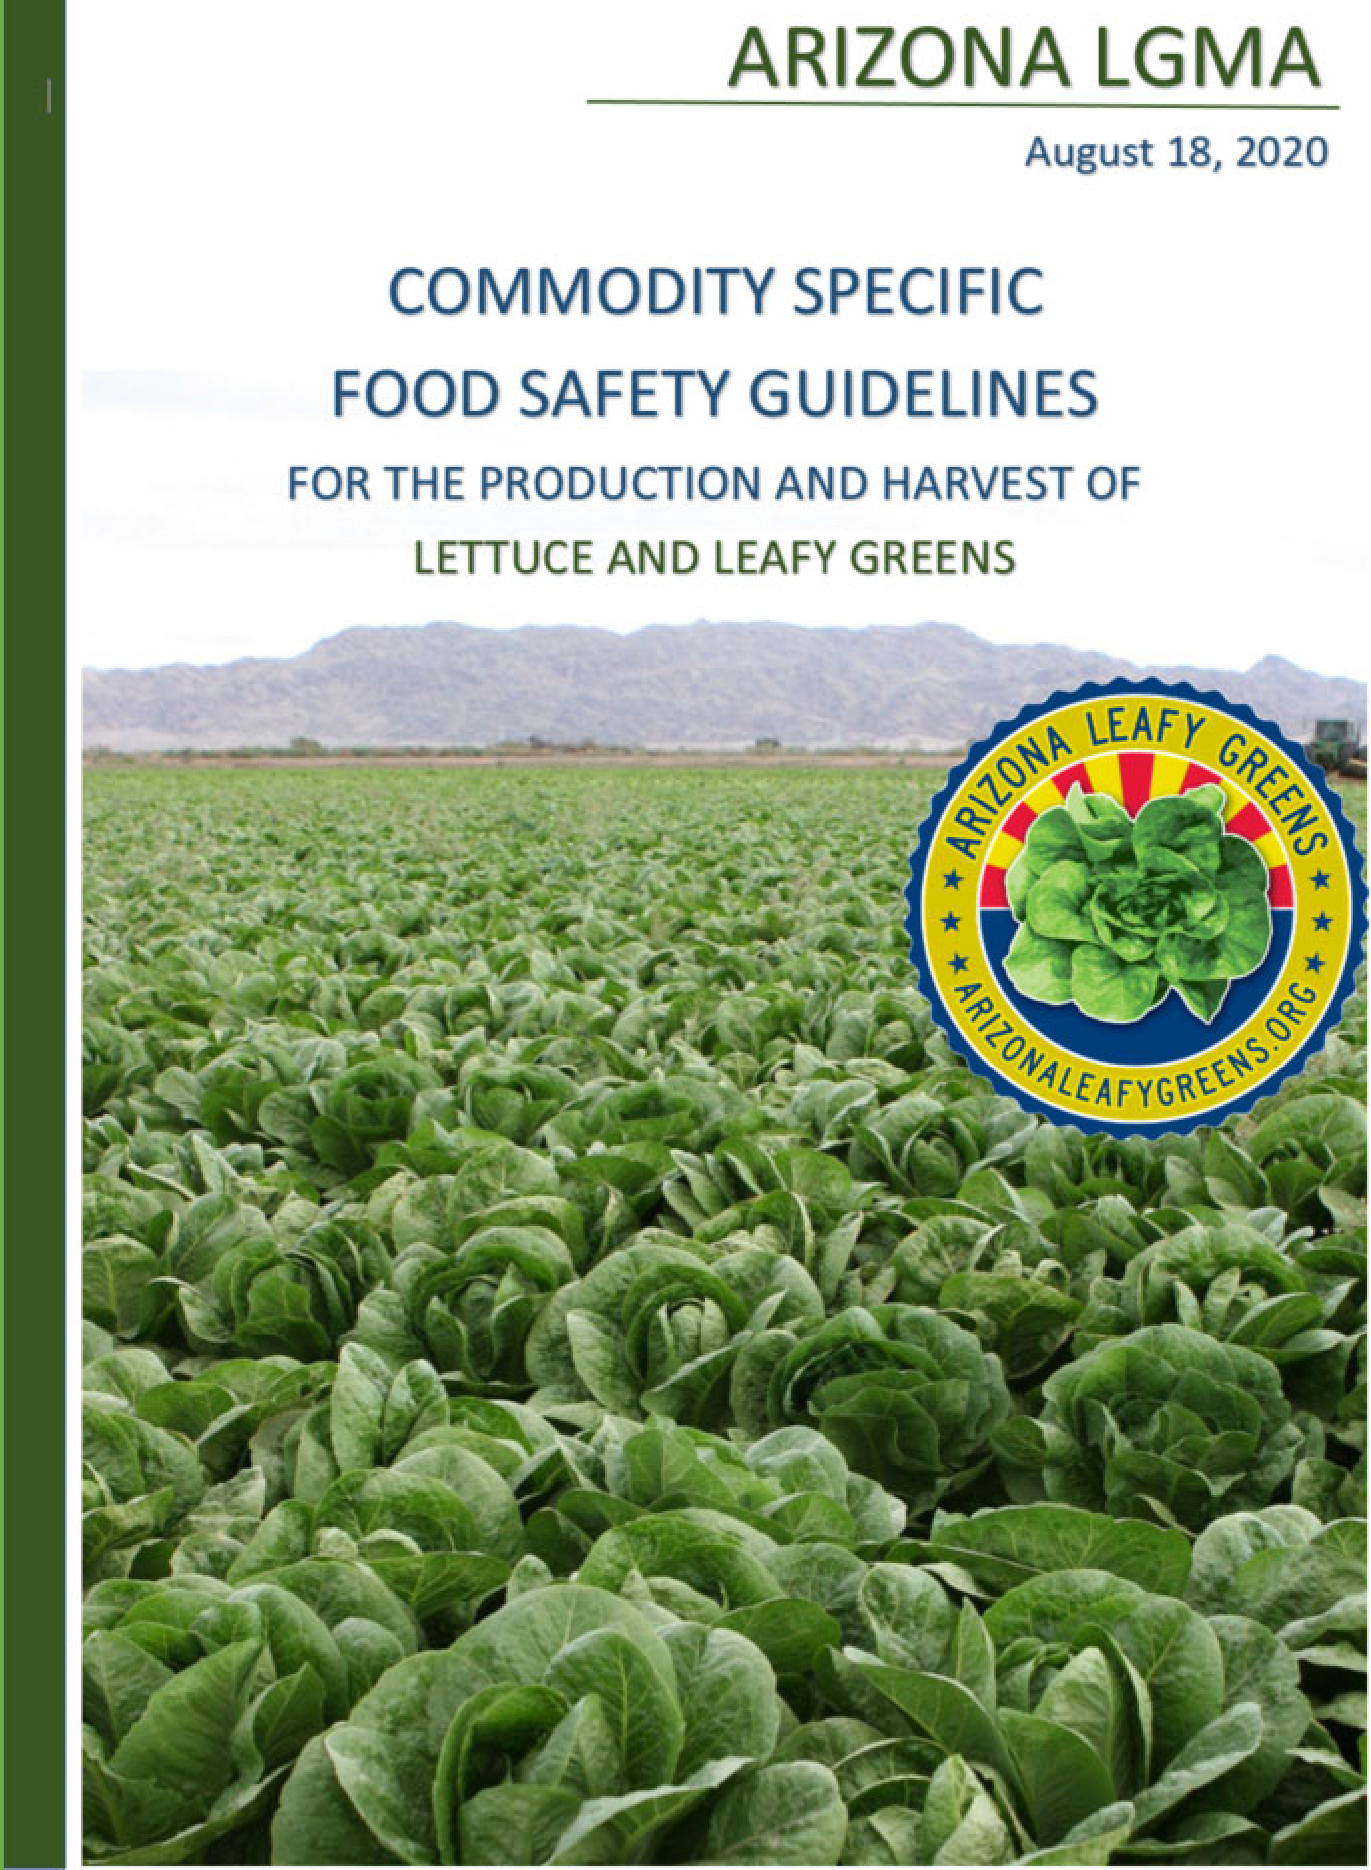 ARIZONA LGMA
August 18, 2020
COMMODITY SPECIFIC
FOOD SAFETY GUIDELINES
FOR THE PRODUCTION AND HARVEST OF
LETTUCE AND LEAFY GREENS
ARIZONA LEAFY GREENS
ARIZONALEAFYGREENS.ORG